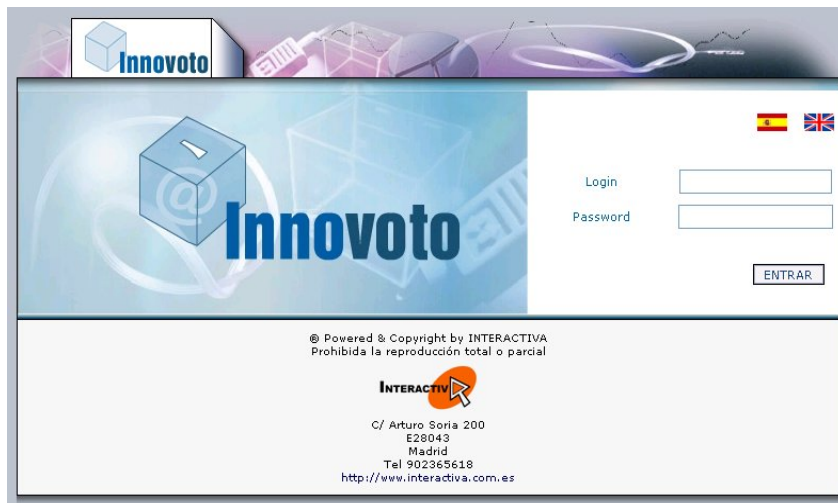 Innovoto
@
Innovoto
Login
Password
ENTRAR
® Powered & Copyright by INTERACTIVA
Prohibida la reproducción total o parcial
INTERACTIV
C/ Arturo Soria 200
E28043
Madrid
Tel 902365618
http://www.interactiva.com.es